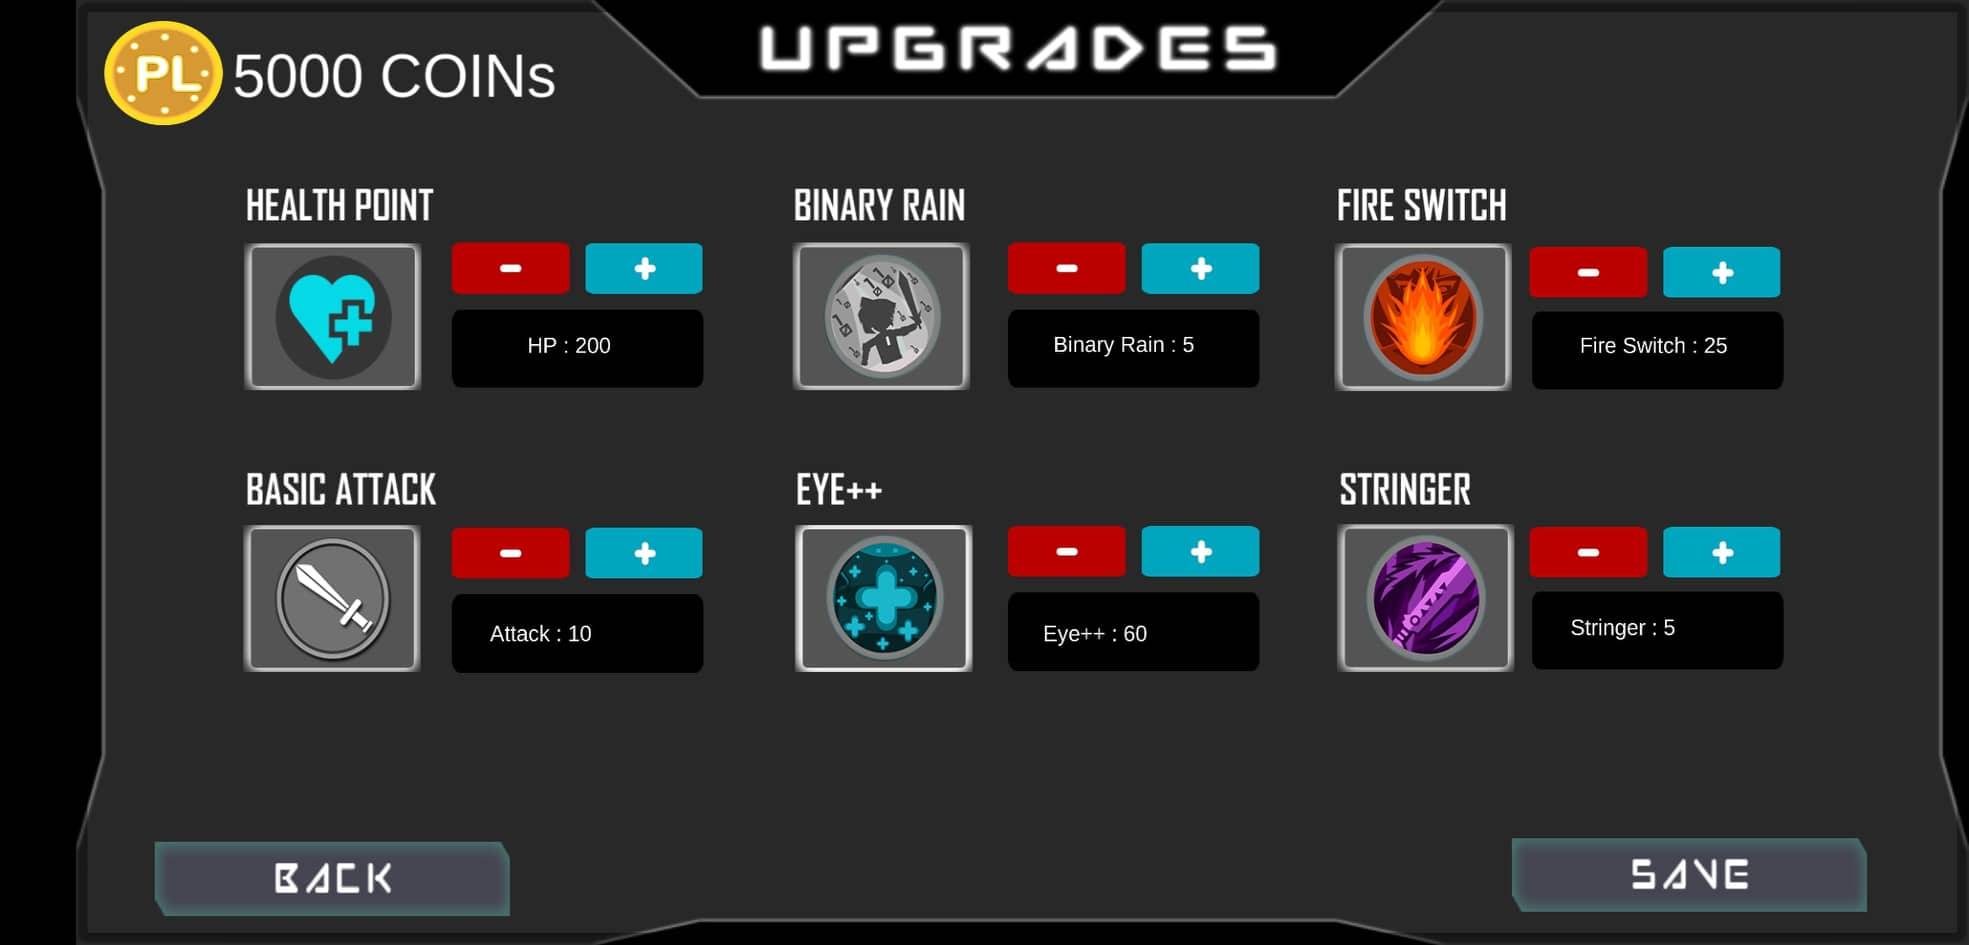 UPGRADES
PL 5000 COINs
HEALTH POINT
- +
HP : 200
BINARY RAIN
- +
Binary Rain : 5
FIRE SWITCH
- +
Fire Switch : 25
BASIC ATTACK
- +
Attack : 10
EYE++
- +
Eye++ : 60
STRINGER
- +
Stringer : 5
BACK
SAVE